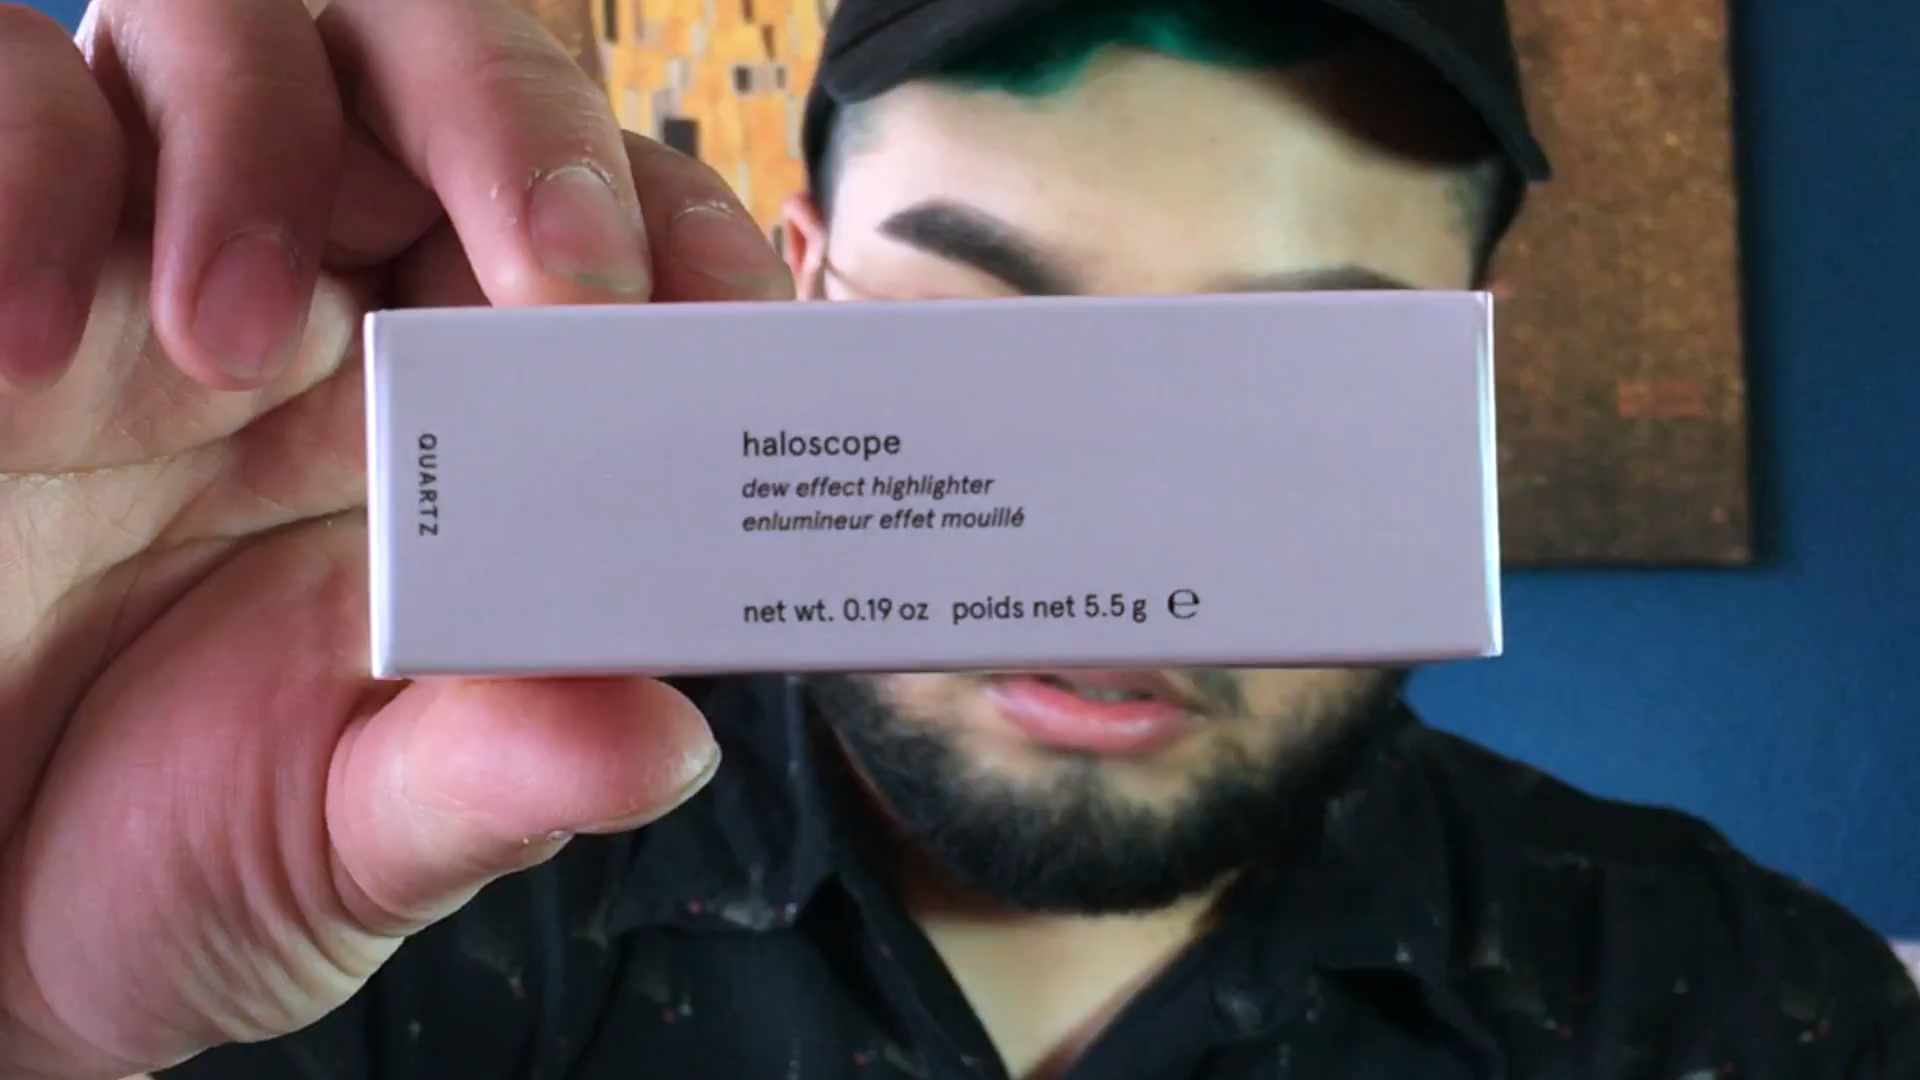 QUARTZ
haloscope
dew effect highlighter
enlumineur effet mouillé
net wt. 0.19 oz poids net 5.5 g ℮